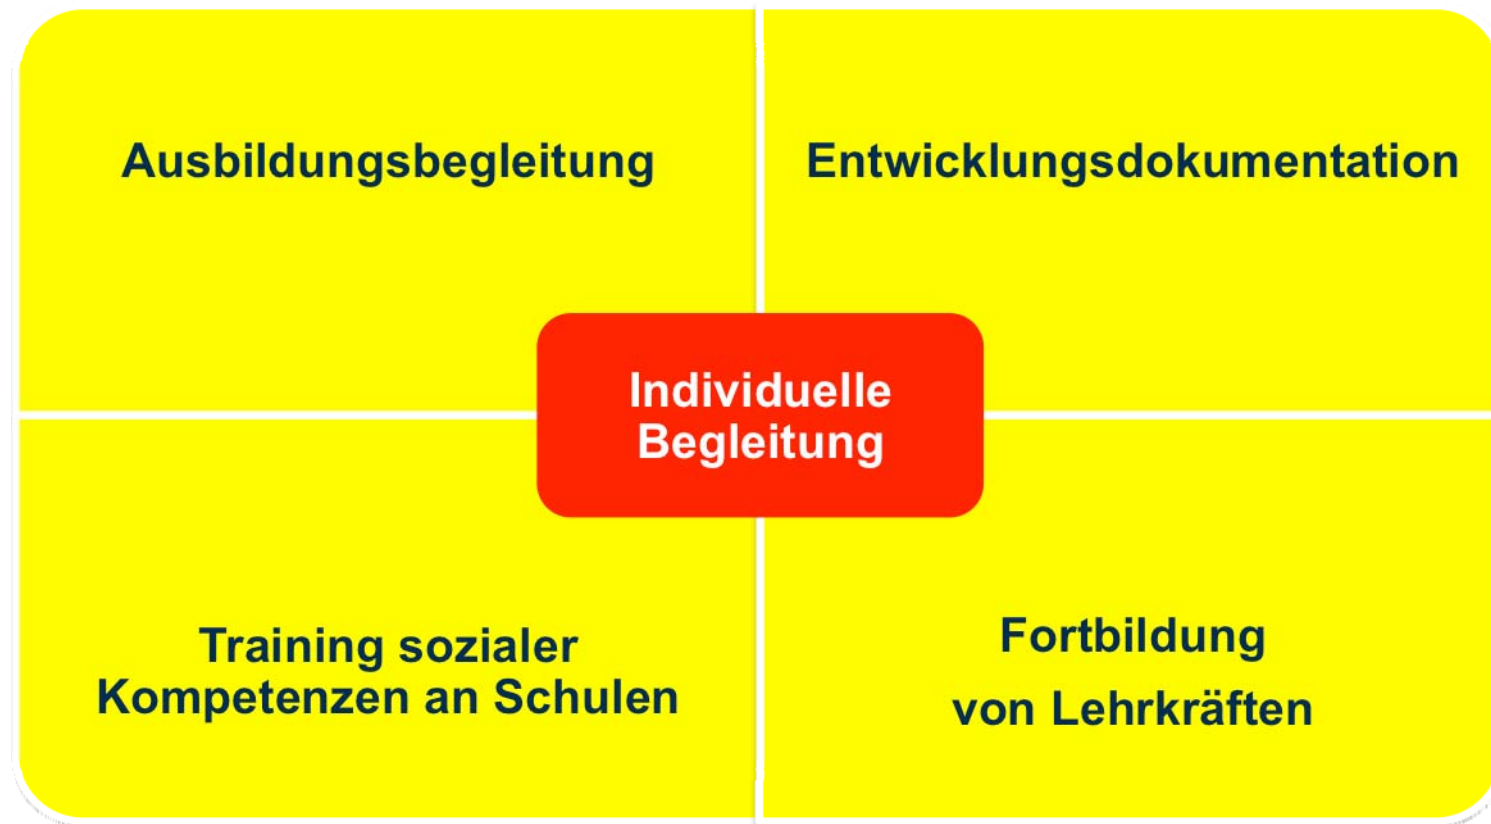 Ausbildungsbegleitung
Entwicklungsdokumentation
Individuelle
Begleitung
Training sozialer
Kompetenzen an Schulen
Fortbildung
von Lehrkräften